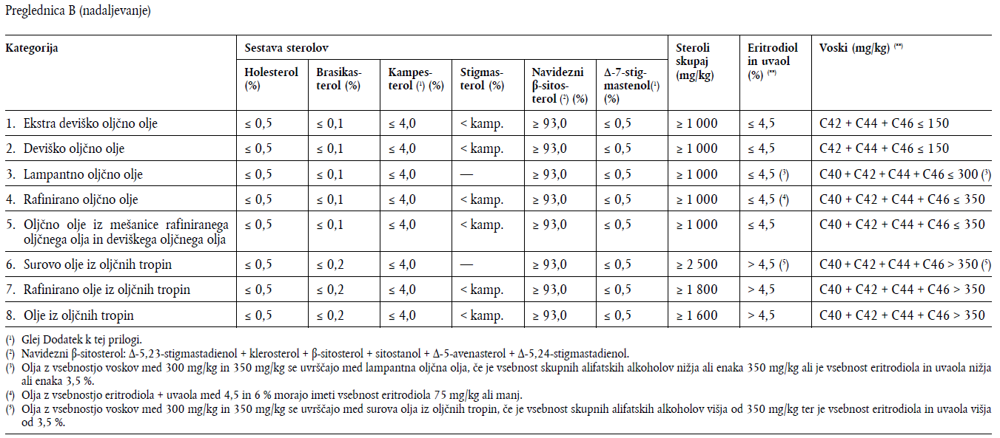 Preglednica B (nadaljevanje)
Kategorija
Sestava sterolov
Steroli skupaj (mg/kg)
Eritrodiol in uvaol (%) (**)
Voski (mg/kg) (**)
Holesterol (%)
Brasikas-terol (%)
Kampes-terol (¹) (%)
Stigmas-terol (%)
Navidezni β-sitos-terol (²) (%)
Δ-7-stig-mastenol(¹) (%)
1. Ekstra deviško oljčno olje ≤ 0,5 ≤ 0,1 ≤ 4,0 < kamp. ≥ 93,0 ≤ 0,5 ≥ 1 000 ≤ 4,5 C42 + C44 + C46 ≤ 150
2. Deviško oljčno olje ≤ 0,5 ≤ 0,1 ≤ 4,0 < kamp. ≥ 93,0 ≤ 0,5 ≥ 1 000 ≤ 4,5 C42 + C44 + C46 ≤ 150
3. Lampantno oljčno olje ≤ 0,5 ≤ 0,1 ≤ 4,0 — ≥ 93,0 ≤ 0,5 ≥ 1 000 ≤ 4,5 (³) C40 + C42 + C44 + C46 ≤ 300 (³)
4. Rafinirano oljčno olje ≤ 0,5 ≤ 0,1 ≤ 4,0 < kamp. ≥ 93,0 ≤ 0,5 ≥ 1 000 ≤ 4,5 (⁴) C40 + C42 + C44 + C46 ≤ 350
5. Oljčno olje iz mešanice rafiniranega ≤ 0,5 ≤ 0,1 ≤ 4,0 < kamp. ≥ 93,0 ≤ 0,5 ≥ 1 000 ≤ 4,5 C40 + C42 + C44 + C46 ≤ 350
oljčnega olja in deviškega oljčnega olja
6. Surovo olje iz oljčnih tropin ≤ 0,5 ≤ 0,2 ≤ 4,0 — ≥ 93,0 ≤ 0,5 ≥ 2 500 > 4,5 (⁵) C40 + C42 + C44 + C46 > 350 (⁵)
7. Rafinirano olje iz oljčnih tropin ≤ 0,5 ≤ 0,2 ≤ 4,0 < kamp. ≥ 93,0 ≤ 0,5 ≥ 1 800 > 4,5 C40 + C42 + C44 + C46 > 350
8. Olje iz oljčnih tropin ≤ 0,5 ≤ 0,2 ≤ 4,0 < kamp. ≥ 93,0 ≤ 0,5 ≥ 1 600 > 4,5 C40 + C42 + C44 + C46 > 350
(¹) Glej Dodatek k tej prilogi.
(²) Navidezni β-sitosterol: Δ-5,23-stigmastadienol + klerosterol + β-sitosterol + sitostanol + Δ-5-avenasterol + Δ-5,24-stigmastadienol.
(³) Olja z vsebnostjo voskov med 300 mg/kg in 350 mg/kg se uvrščajo med lampantna oljčna olja, če je vsebnost skupnih alifatskih alkoholov nižja ali enaka 350 mg/kg ali je vsebnost eritrodiola in uvaola nižja
ali enaka 3,5 %.
(⁴) Olja z vsebnostjo eritrodiola + uvaola med 4,5 in 6 % morajo imeti vsebnost eritrodiola 75 mg/kg ali manj.
(⁵) Olja z vsebnostjo voskov med 300 mg/kg in 350 mg/kg se uvrščajo med surova olja iz oljčnih tropin, če je vsebnost skupnih alifatskih alkoholov višja od 350 mg/kg ter je vsebnost eritrodiola in uvaola višja
od 3,5 %.